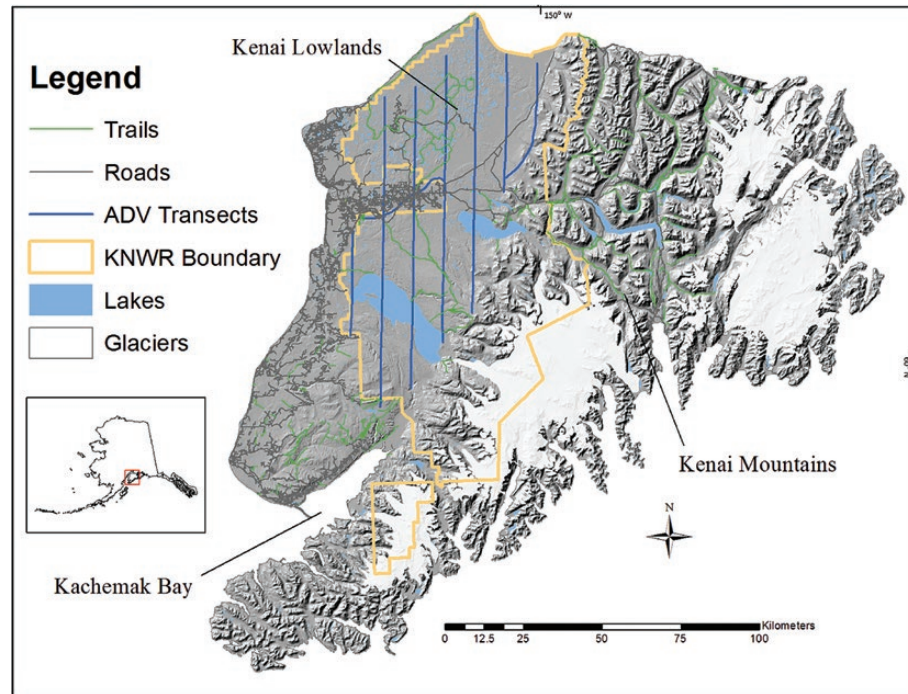 150° W
Kenai Lowlands
Legend
Trails
Roads
ADV Transects
KNWR Boundary
Lakes
Glaciers
Kenai Mountains
N
Kachemak Bay
Kilometers
0 12.5 25 50 75 100